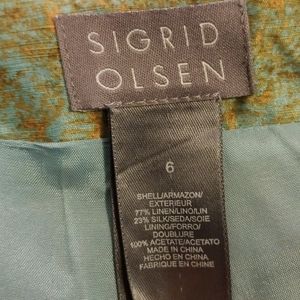 SIGRID
OLSEN
6
SHELL/ARMAZON/
EXTERIEUR
77% LINEN/LINO/LIN
23% SILK/SEDA/SOIE
LINING/FORRO/
DOUBLURE
100% ACETATE/ACETATO
MADE IN CHINA
HECHO EN CHINA
FABRIQUE EN CHINE